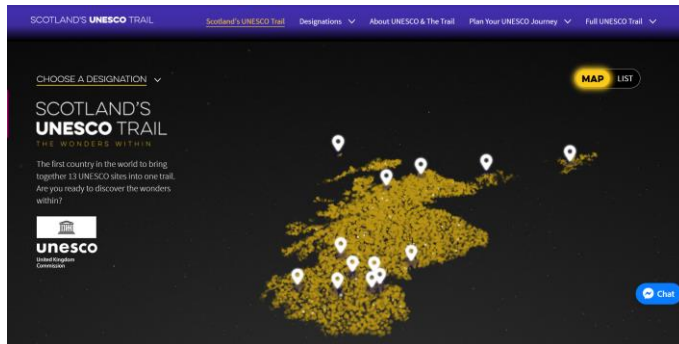 SCOTLAND'S UNESCO TRAIL
Scotland's UNESCO Trail
Designations
About UNESCO & The Trail
Plan Your UNESCO Journey
Full UNESCO Trail
CHOOSE A DESIGNATION
MAP
LIST
SCOTLAND'S
UNESCO TRAIL
THE WONDERS WITHIN
The first country in the world to bring
together 13 UNESCO sites into one trail.
Are you ready to discover the wonders
within?
unesco
United Kingdom
Commission
Chat